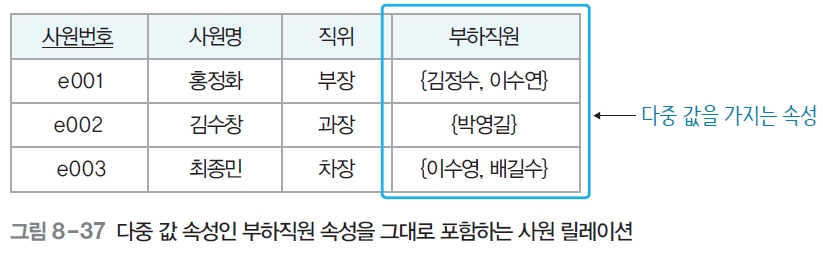 사원번호 사원명 직위 부하직원
e001 홍정화 부장 {김정수, 이수연}
e002 김수창 과장 {박영길}
e003 최종민 차장 {이수영, 배길수}
다중 값을 가지는 속성
그림 8-37 다중 값 속성인 부하직원 속성을 그대로 포함하는 사원 릴레이션